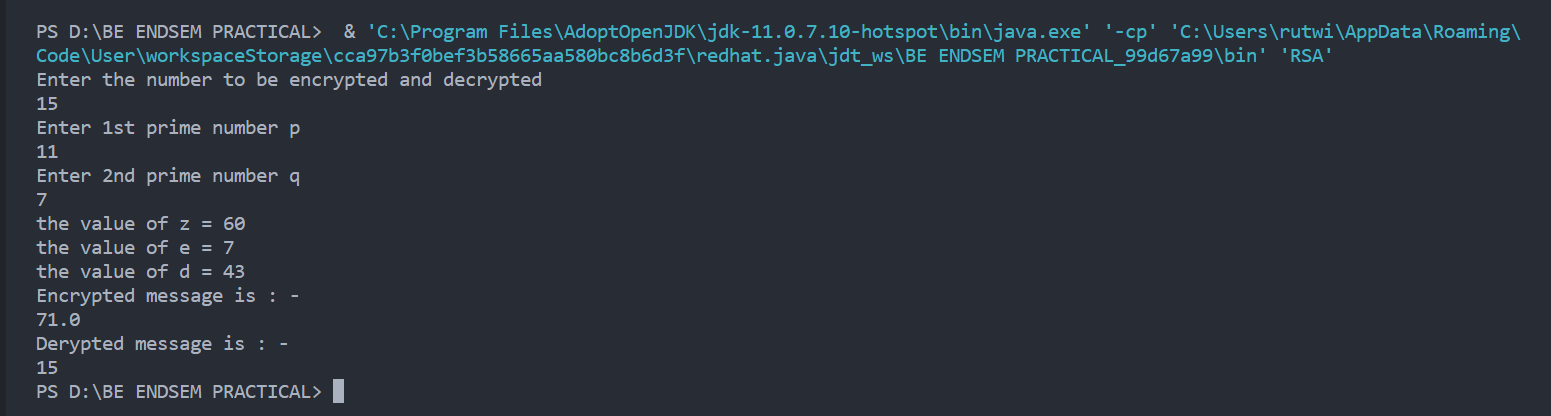 PS D:\BE ENDSEM PRACTICAL>  & 'C:\Program Files\AdoptOpenJDK\jdk-11.0.7.10-hotspot\bin\java.exe' '-cp' 'C:\Users\rutwi\AppData\Roaming\
Code\User\workspaceStorage\cca97b3f0bef3b58665aa580bc8b6d3f\redhat.java\jdt_ws\BE ENDSEM PRACTICAL_99d67a99\bin' 'RSA'
Enter the number to be encrypted and decrypted
15
Enter 1st prime number p
11
Enter 2nd prime number q
7
the value of z = 60
the value of e = 7
the value of d = 43
Encrypted message is : -
71.0
Derypted message is : -
15
PS D:\BE ENDSEM PRACTICAL>